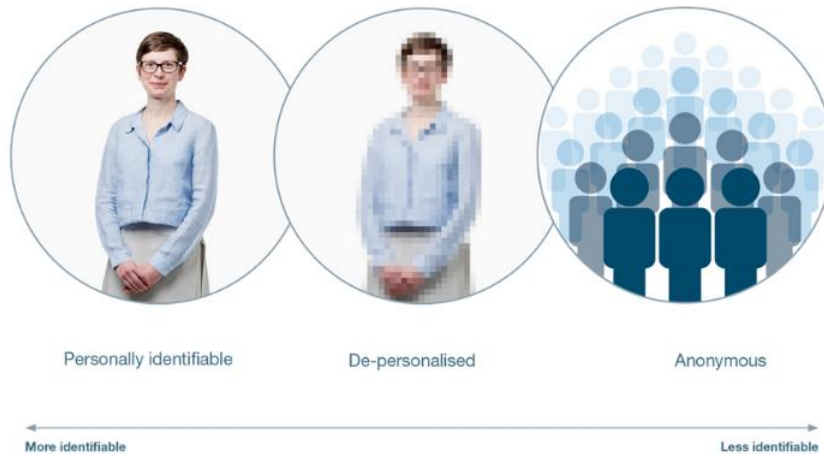 Personally identifiable
De-personalised
Anonymous
More identifiable
Less identifiable